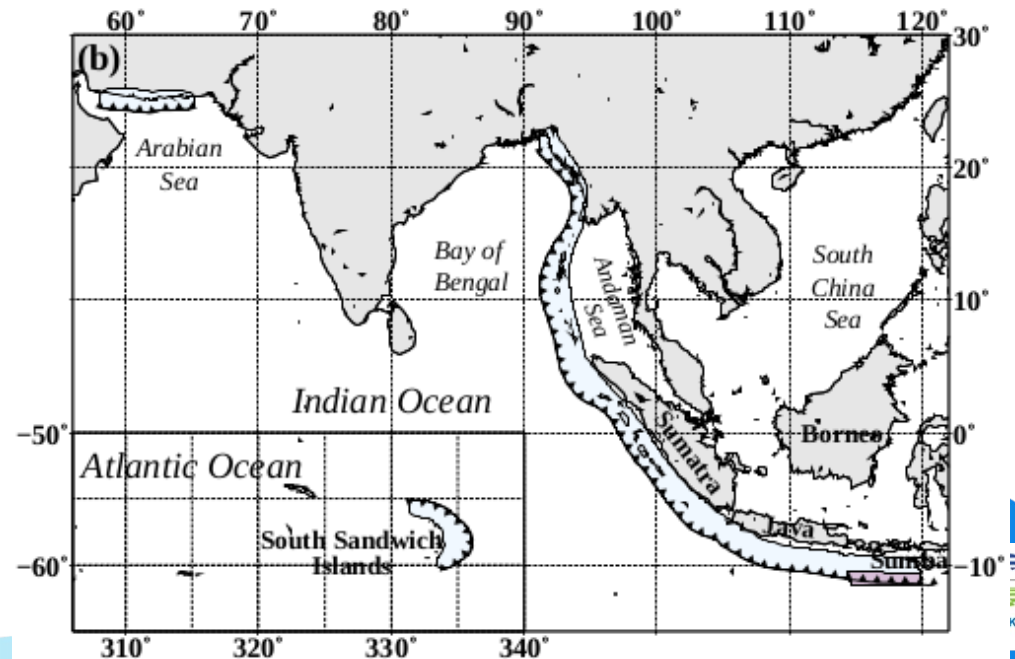 60˚ 70˚ 80˚ 90˚ 100˚ 110˚ 120˚
30˚
(b)
Arabian
Sea
20˚
Bay of
Bengal
Andaman
Sea
South
China
Sea
10˚
Indian Ocean
−50˚
0˚
Sumatra
Borneo
Atlantic Ocean
Java
South Sandwich
Islands
Sumba
−60˚
−10˚
310˚ 320˚ 330˚ 340˚